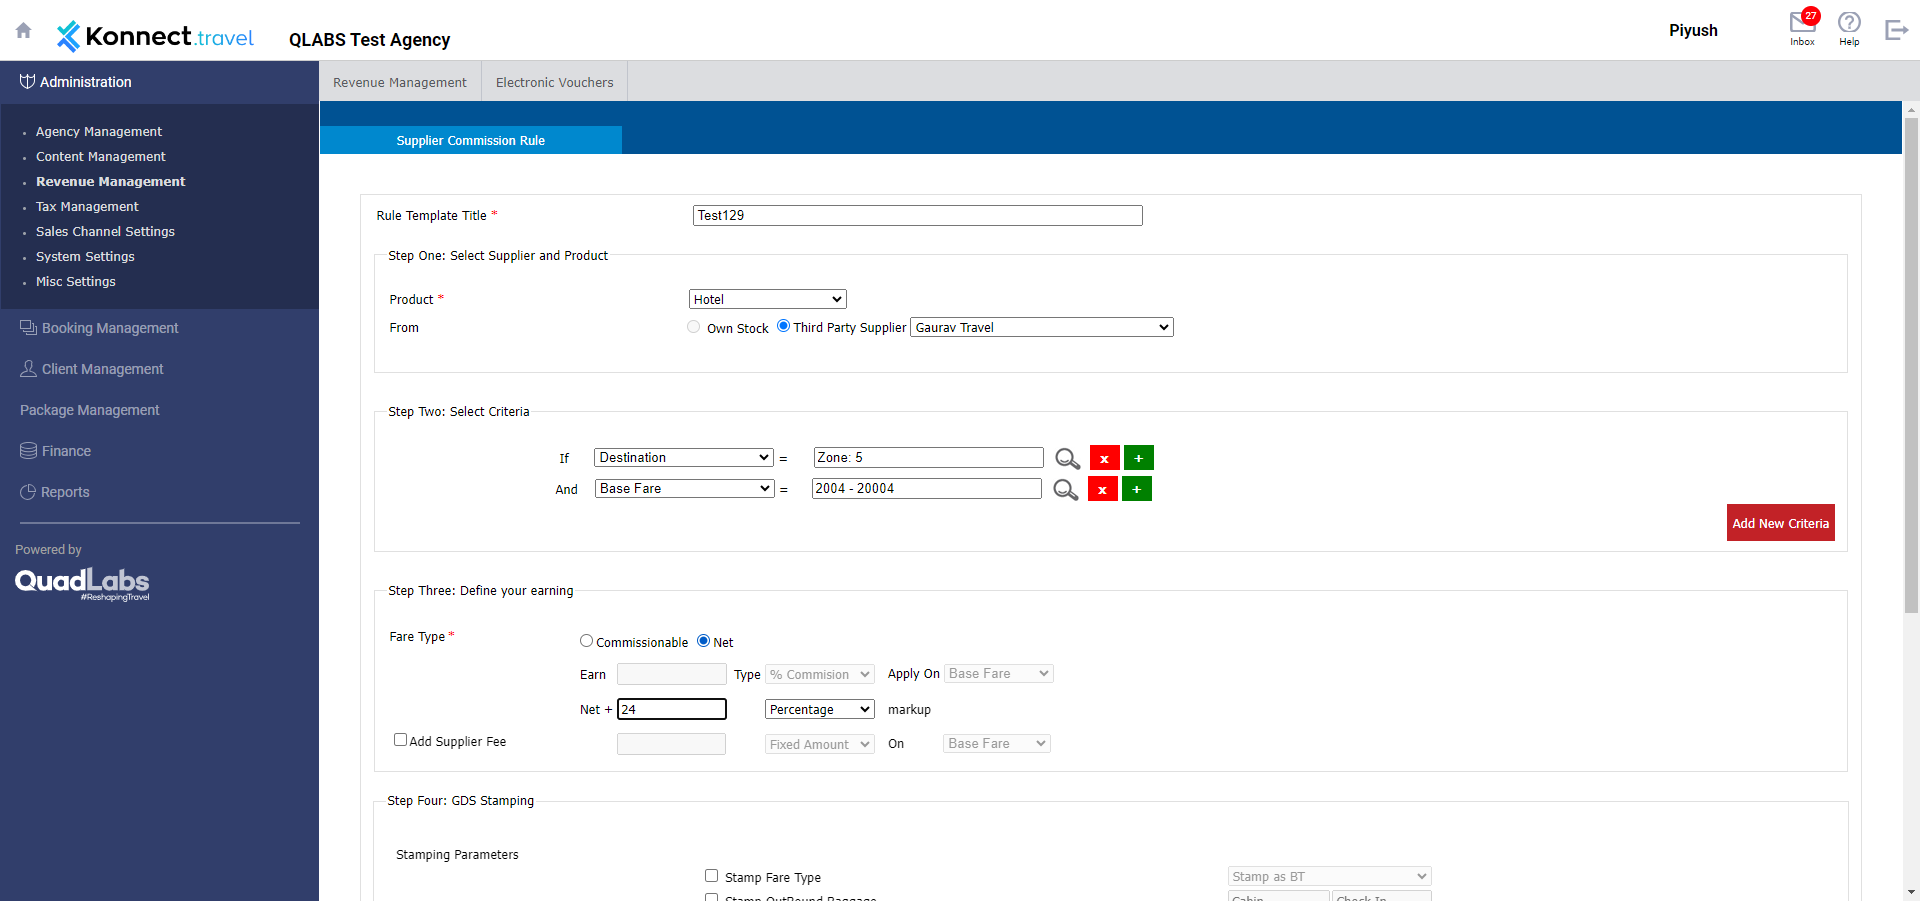 Konnect.travel
QLABS Test Agency
Piyush
27
Inbox
Help
Administration
Agency Management
Content Management
Revenue Management
Tax Management
Sales Channel Settings
System Settings
Misc Settings
Booking Management
Client Management
Package Management
Finance
Reports
Powered by
QuadLabs
#ReshapingTravel
Revenue Management
Electronic Vouchers
Supplier Commission Rule
Rule Template Title *
Test129
Step One: Select Supplier and Product
Product *
Hotel
From
Own Stock
Third Party Supplier
Gaurav Travel
Step Two: Select Criteria
If
Destination
=
Zone: 5
x
+
And
Base Fare
=
2004 - 20004
x
+
Add New Criteria
Step Three: Define your earning
Fare Type *
Commissionable
Net
Earn
Type
% Commision
Apply On
Base Fare
Net +
24
Percentage
markup
Add Supplier Fee
Fixed Amount
On
Base Fare
Step Four: GDS Stamping
Stamping Parameters
Stamp Fare Type
Stamp as BT
Stamp OutBound Baggage
Cabin
Check In